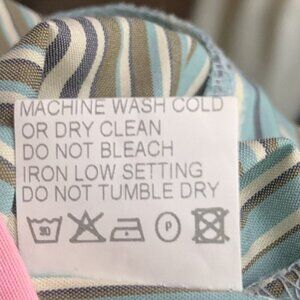 MACHINE WASH COLD
OR DRY CLEAN
DO NOT BLEACH
IRON LOW SETTING
DO NOT TUMBLE DRY
30 P